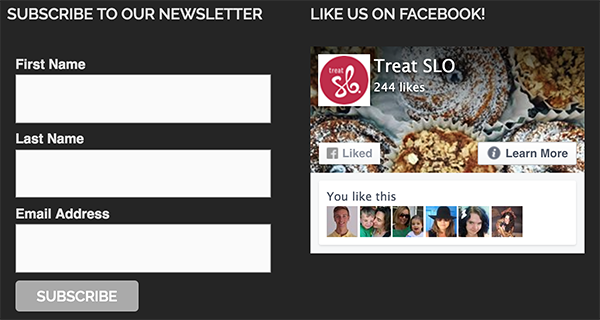 SUBSCRIBE TO OUR NEWSLETTER
First Name
Last Name
Email Address
SUBSCRIBE
LIKE US ON FACEBOOK!
treat
slo
Treat SLO
244 likes
Liked
Learn More
You like this